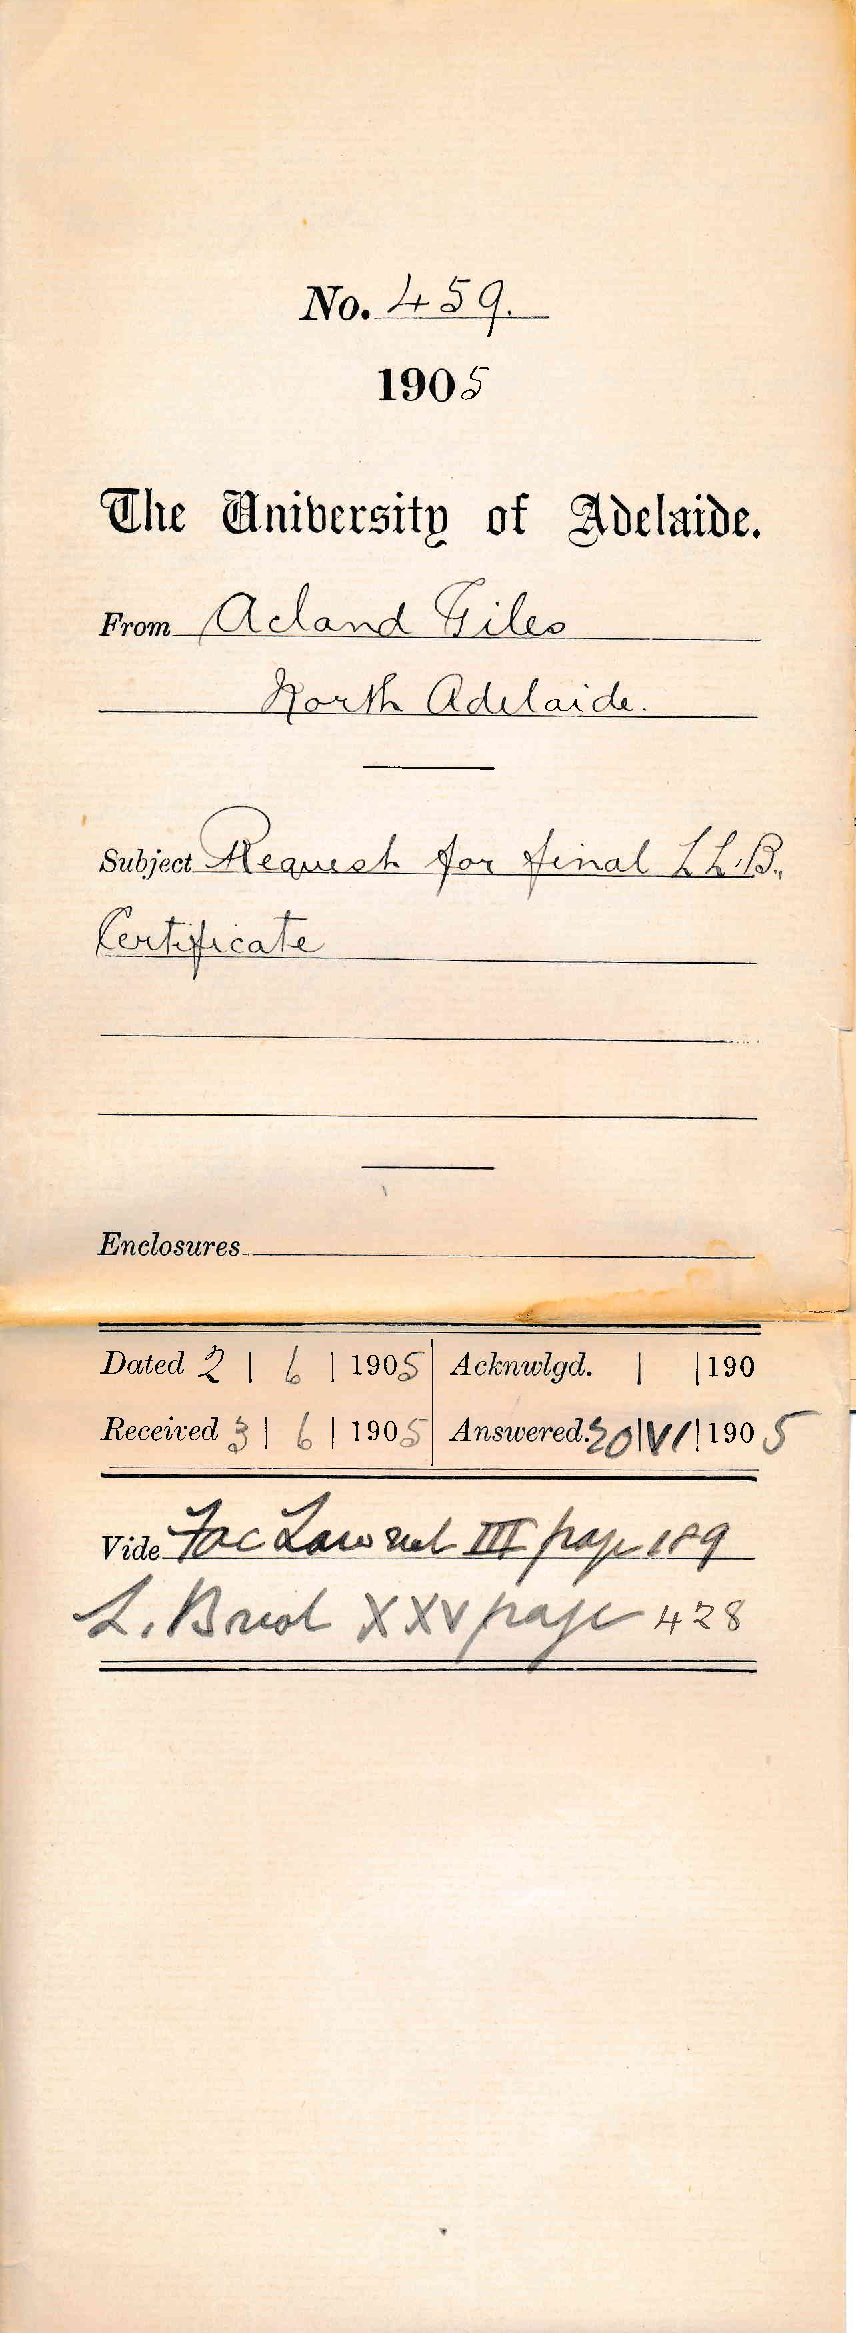 No. 459.
1905
The University of Adelaide.
From Acland Giles
North Adelaide.
Subject Request for final LL.B.,
Certificate
Enclosures
Dated 2 | 6 | 1905 Acknwlgd. | | 190
Received 3 | 6 | 1905 Answered. 20|VI|1905
Vide Fac Law vol III page 189
L. B vol XXV page 428